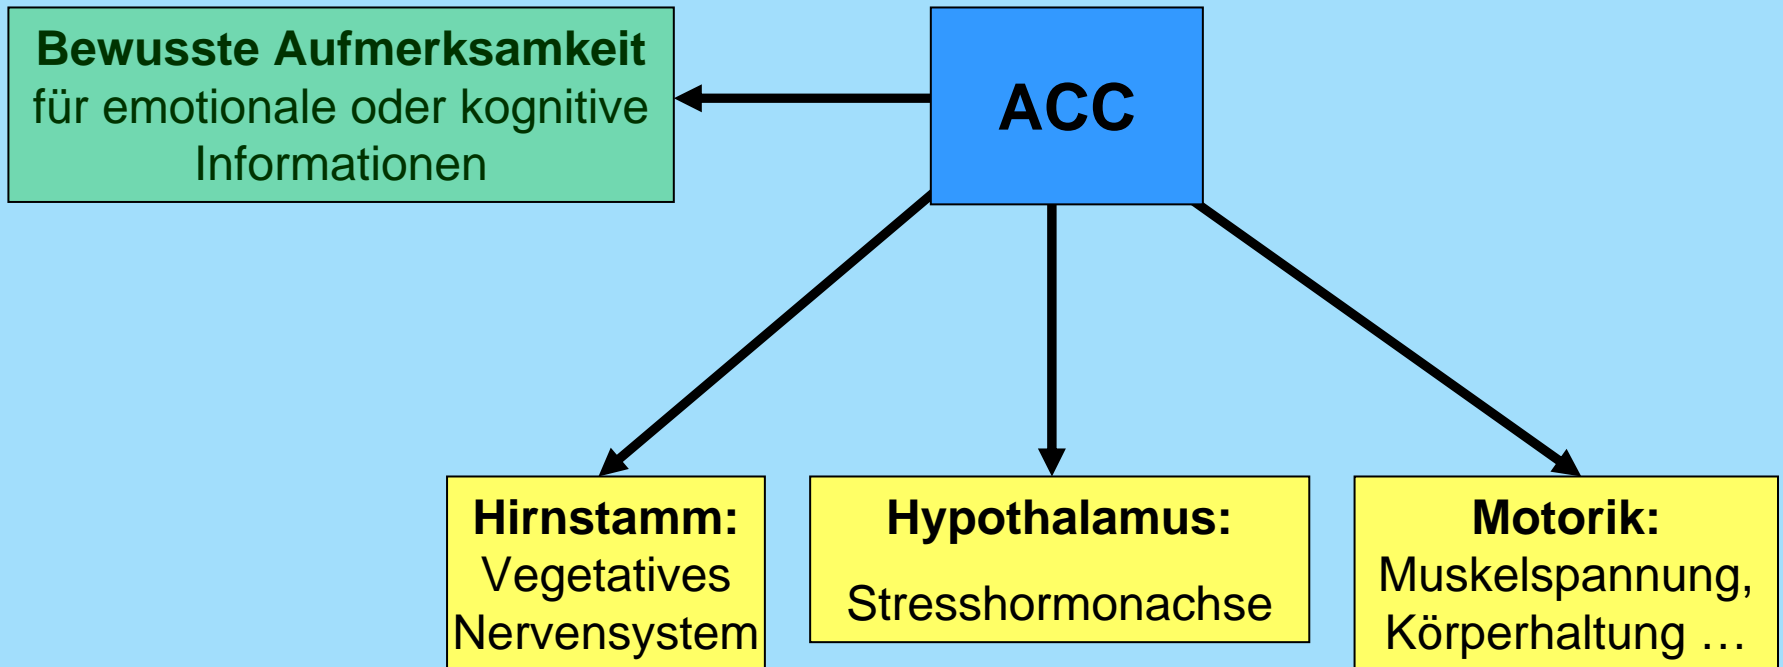 Bewusste Aufmerksamkeit
für emotionale oder kognitive
Informationen
ACC
Hirnstamm:
Vegetatives
Nervensystem
Hypothalamus:
Stresshormonachse
Motorik:
Muskelspannung,
Körperhaltung …